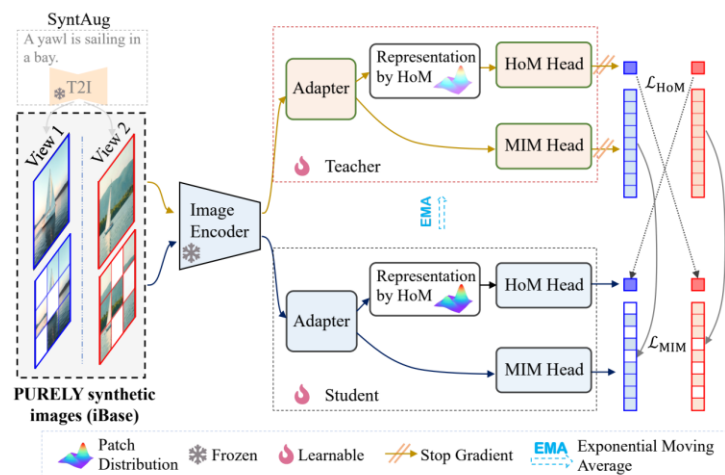 SyntAug
A yawl is sailing
in a bay.
T2I
View 1
View 2
PURELY synthetic
images (iBase)
Image
Encoder
Adapter
Representation
by HoM
HoM Head
MIM Head
Teacher
EMA
Adapter
Representation
by HoM
HoM Head
MIM Head
Student
ℒHoM
ℒMIM
Patch
Distribution
Frozen
Learnable
Stop Gradient
EMA
Exponential Moving
Average